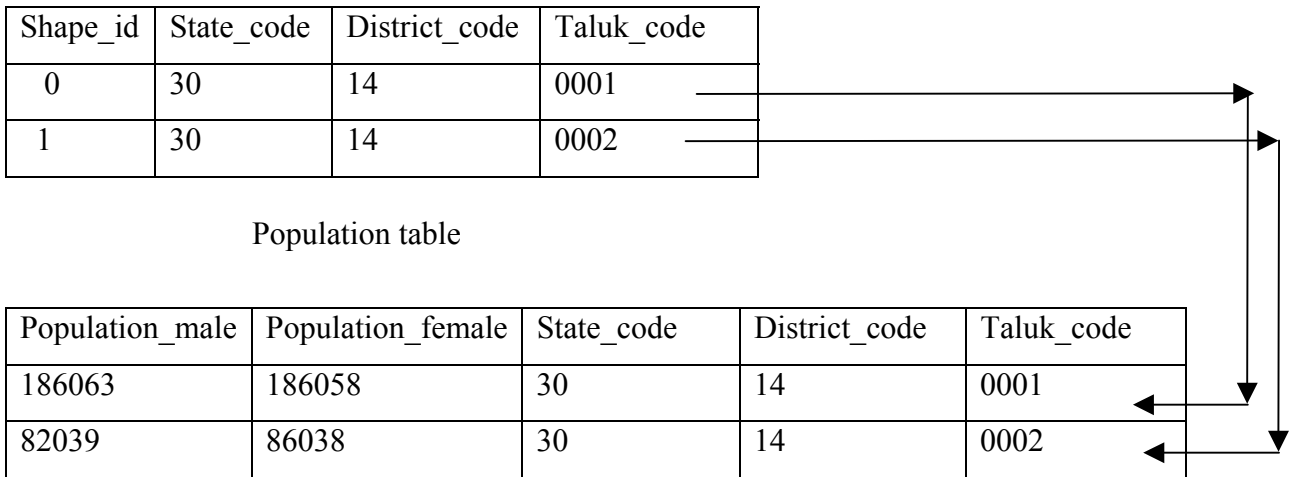 Shape_id State_code District_code Taluk_code
0 30 14 0001
1 30 14 0002
Population table
Population_male Population_female State_code District_code Taluk_code
186063 186058 30 14 0001
82039 86038 30 14 0002